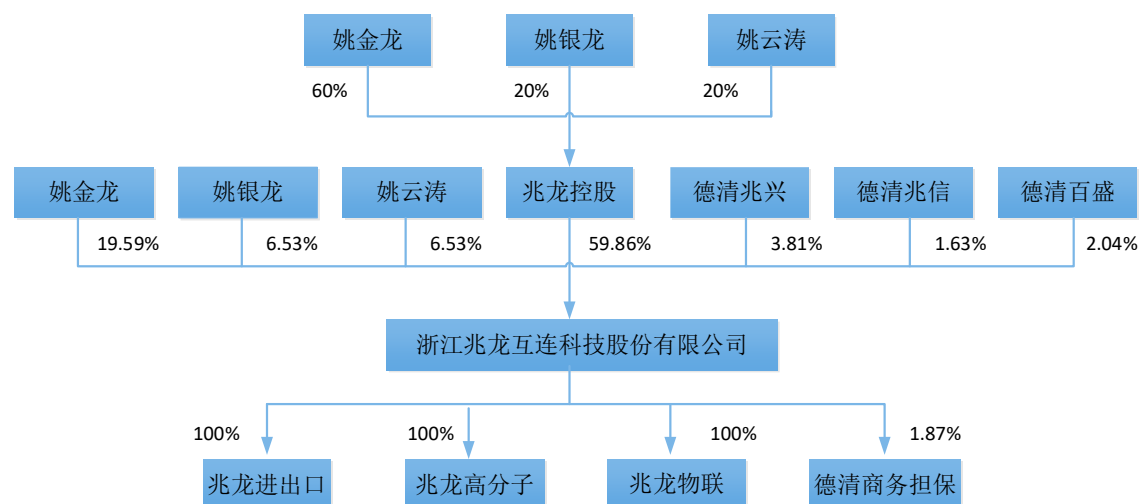 姚金龙 姚银龙 姚云涛
60% 20% 20%
姚金龙 姚银龙 姚云涛 兆龙控股 德清兆兴 德清兆信 德清百盛
19.59% 6.53% 6.53% 59.86% 3.81% 1.63% 2.04%
浙江兆龙互连科技股份有限公司
100% 100% 100% 1.87%
兆龙进出口 兆龙高分子 兆龙物联 德清商务担保